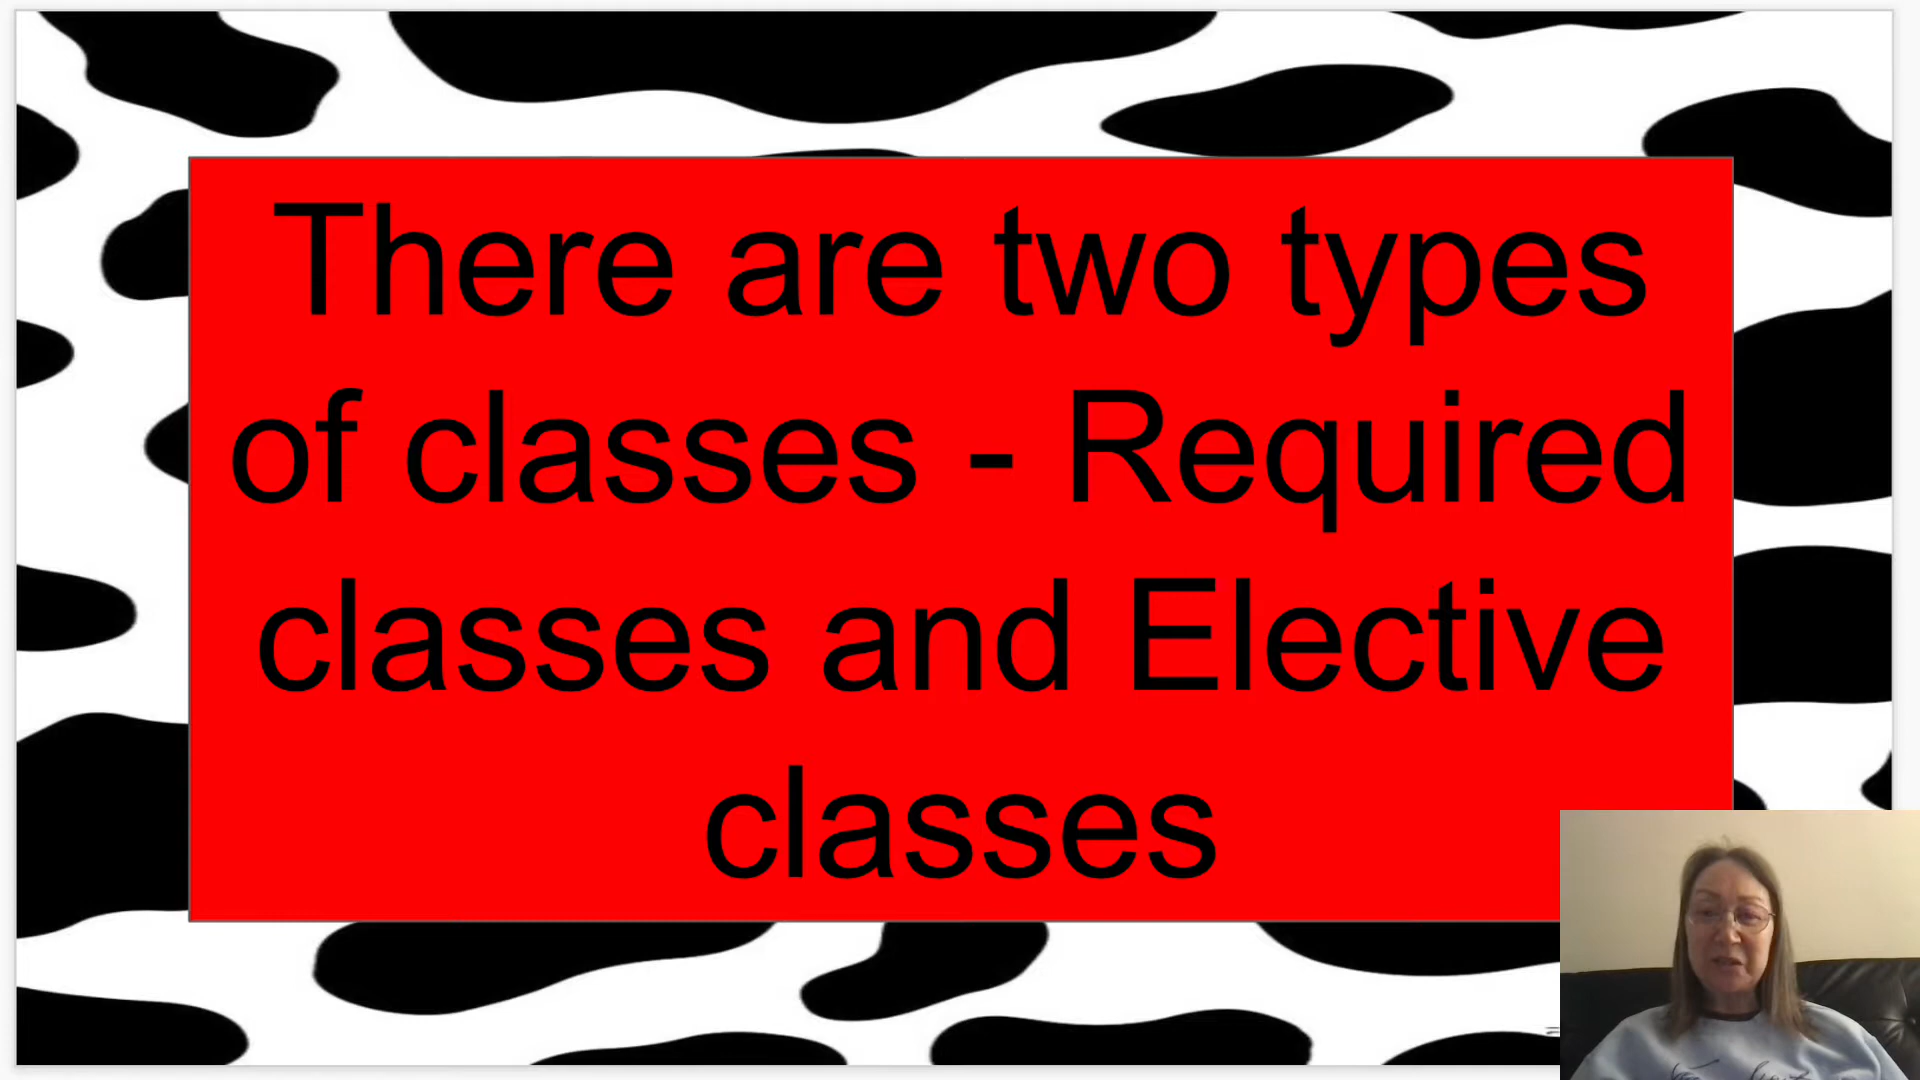 There are two types
of classes - Required
classes and Elective
classes